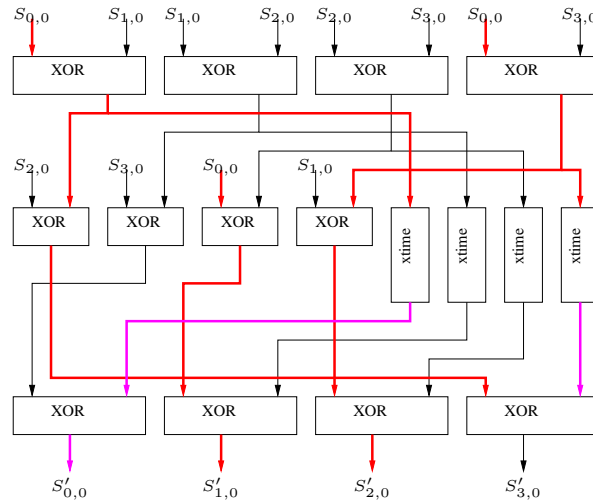 S₀,₀ S₁,₀ S₁,₀ S₂,₀ S₂,₀ S₃,₀ S₀,₀ S₃,₀
XOR XOR XOR XOR
S₂,₀ S₃,₀ S₀,₀ S₁,₀
XOR XOR XOR XOR xtime xtime xtime xtime
XOR XOR XOR XOR
S′₀,₀ S′₁,₀ S′₂,₀ S′₃,₀